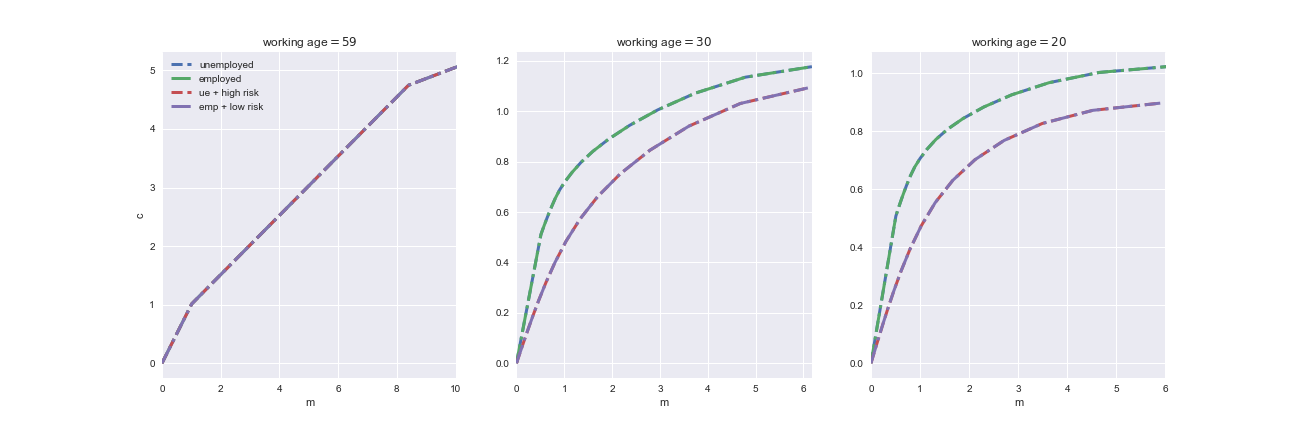 working age = 59
unemployed
employed
ue + high risk
emp + low risk
5
4
3
2
1
0
c
0 2 4 6 8 10
m
working age = 30
1.2
1.0
0.8
0.6
0.4
0.2
0.0
0 1 2 3 4 5 6
m
working age = 20
1.0
0.8
0.6
0.4
0.2
0.0
0 1 2 3 4 5 6
m